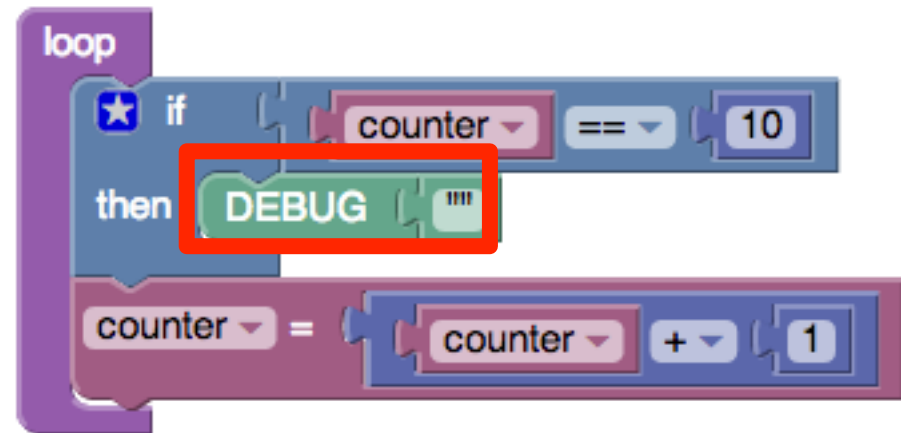 loop
if counter == 10
then DEBUG ""
counter = counter + 1